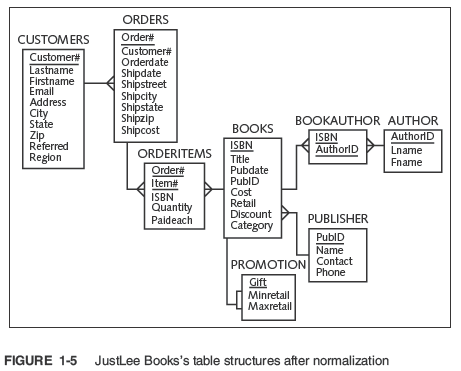 CUSTOMERS
Customer#
Lastname
Firstname
Email
Address
City
State
Zip
Referred
Region
ORDERS
Order#
Customer#
Orderdate
Shipdate
Shipstreet
Shipcity
Shipstate
Shipzip
Shipcost
ORDERITEMS
Order#
Item#
ISBN
Quantity
Paideach
BOOKS
ISBN
Title
Pubdate
PubID
Cost
Retail
Discount
Category
BOOKAUTHOR
ISBN
AuthorID
AUTHOR
AuthorID
Lname
Fname
PUBLISHER
PubID
Name
Contact
Phone
PROMOTION
Gift
Minretail
Maxretail
FIGURE 1-5 JustLee Books's table structures after normalization